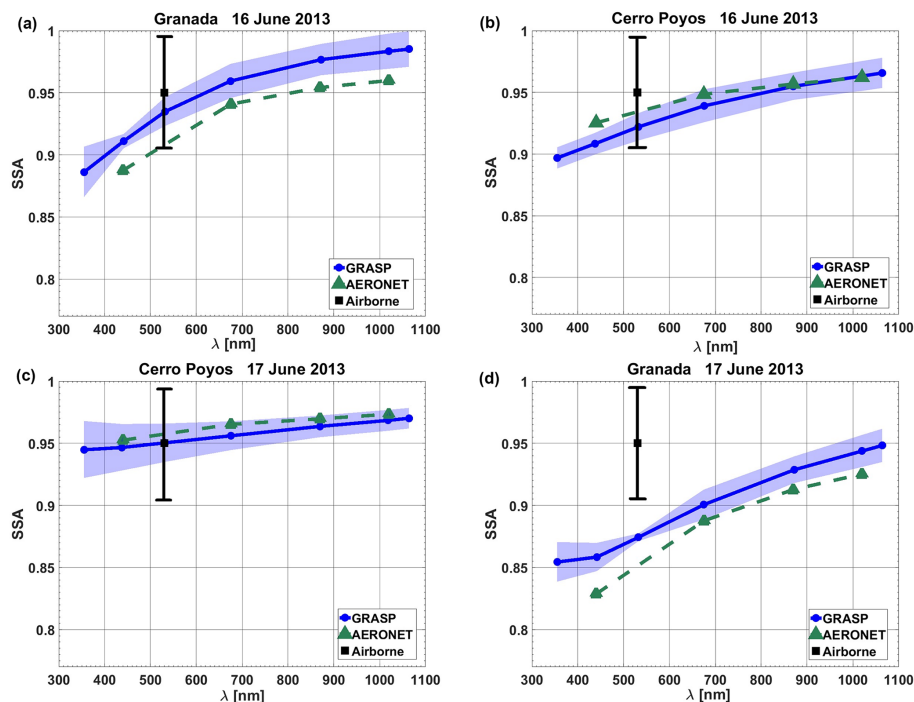 (a) Granada 16 June 2013
1
0.95
0.9
0.85
0.8
SSA
GRASP
AERONET
Airborne
300 400 500 600 700 800 900 1000 1100
λ [nm]
(b) Cerro Poyos 16 June 2013
1
0.95
0.9
0.85
0.8
SSA
GRASP
AERONET
Airborne
300 400 500 600 700 800 900 1000 1100
λ [nm]
(c) Cerro Poyos 17 June 2013
1
0.95
0.9
0.85
0.8
SSA
GRASP
AERONET
Airborne
300 400 500 600 700 800 900 1000 1100
λ [nm]
(d) Granada 17 June 2013
1
0.95
0.9
0.85
0.8
SSA
GRASP
AERONET
Airborne
300 400 500 600 700 800 900 1000 1100
λ [nm]